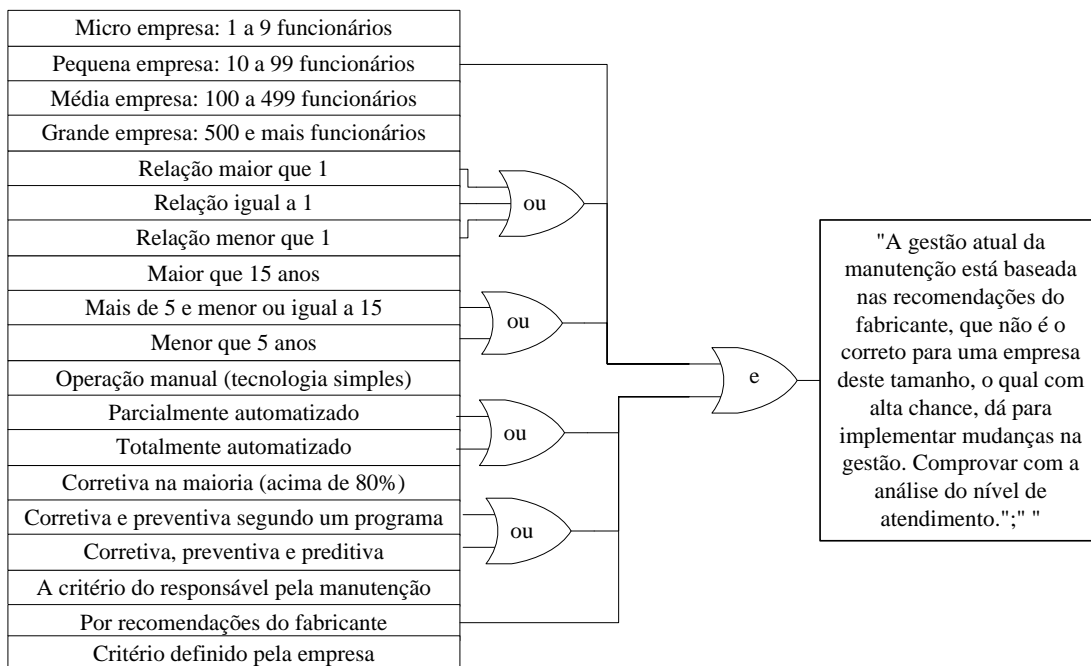 Micro empresa: 1 a 9 funcionários
Pequena empresa: 10 a 99 funcionários
Média empresa: 100 a 499 funcionários
Grande empresa: 500 e mais funcionários
Relação maior que 1
Relação igual a 1
Relação menor que 1
Maior que 15 anos
Mais de 5 e menor ou igual a 15
Menor que 5 anos
Operação manual (tecnologia simples)
Parcialmente automatizado
Totalmente automatizado
Corretiva na maioria (acima de 80%)
Corretiva e preventiva segundo um programa
Corretiva, preventiva e preditiva
A critério do responsável pela manutenção
Por recomendações do fabricante
Critério definido pela empresa
ou
ou
ou
ou
e
"A gestão atual da
manutenção está baseada
nas recomendações do
fabricante, que não é o
correto para uma empresa
deste tamanho, o qual com
alta chance, dá para
implementar mudanças na
gestão. Comprovar com a
análise do nível de
atendimento.";" "